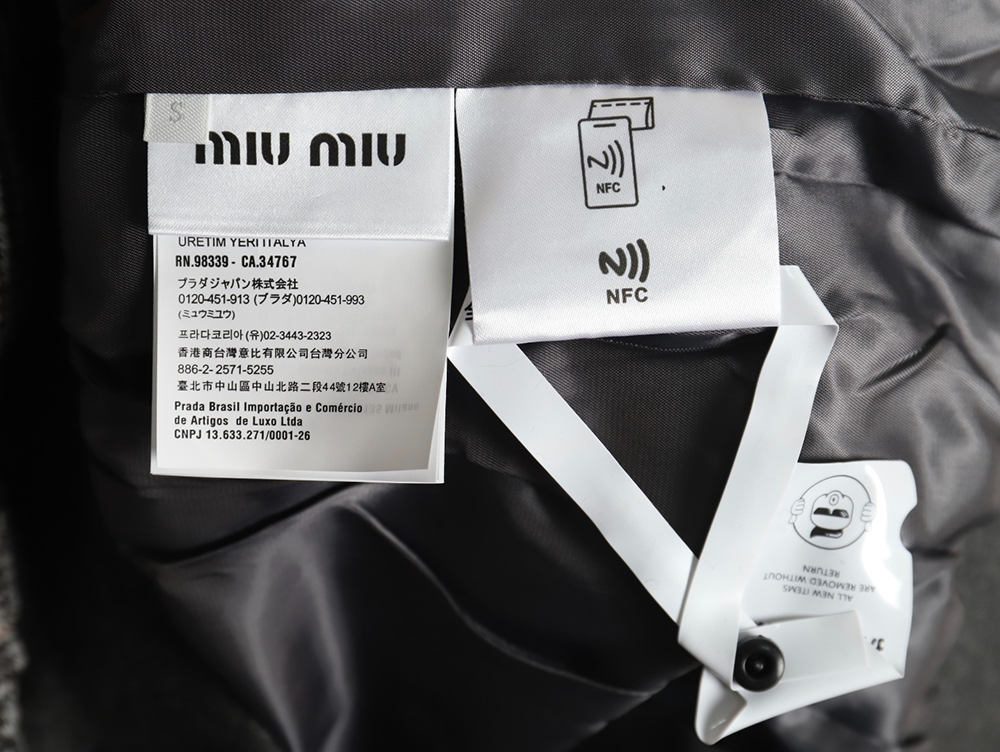 S
miu miu
ÜRETİM YERİ İTALYA
RN.98339 - CA.34767
プラダジャパン株式会社
0120-451-913 (プラダ)0120-451-993
(ミュウミュウ)
프라다코리아 (유)02-3443-2323
香港商台灣意比有限公司台灣分公司
886-2- 2571-5255
臺北市中山區中山北路二段44號12樓A室
Prada Brasil Importação e Comércio
de Artigos de Luxo Ltda
CNPJ 13.633.271/0001-26
NFC
NFC
ALL NEW ITEMS
ARE REMOVED WITHOUT
RETURN